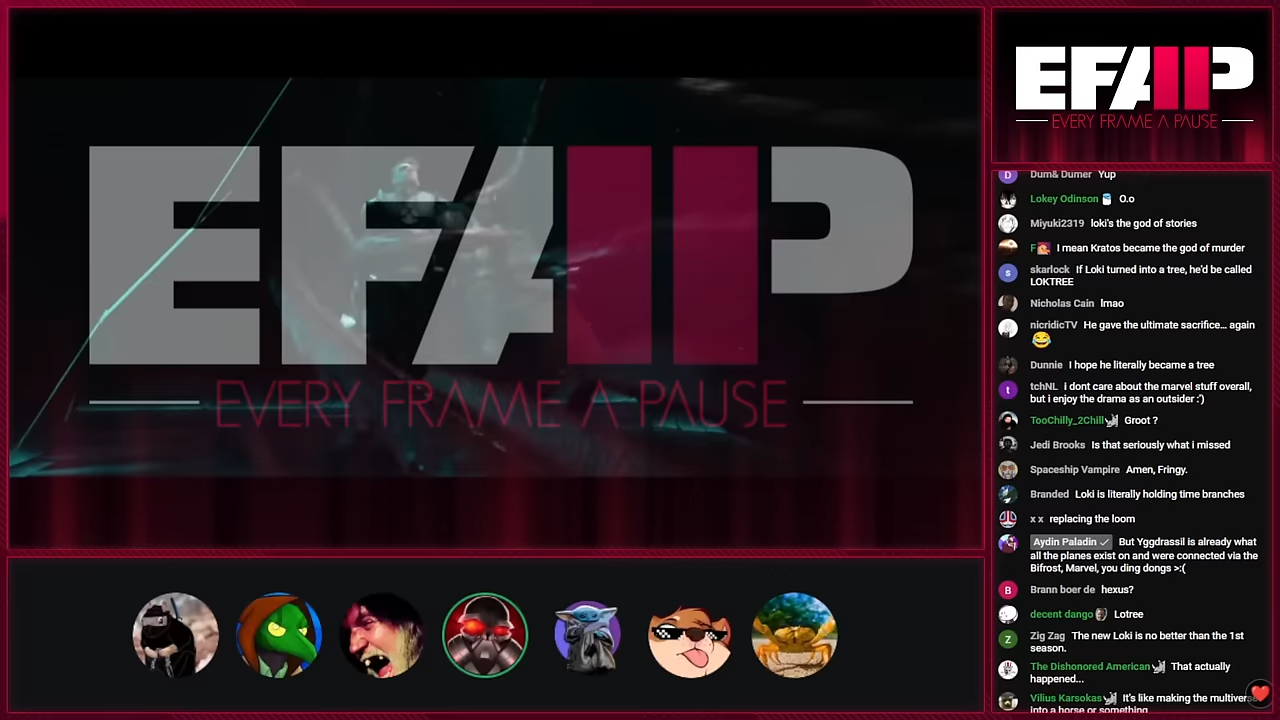 EFAP
EVERY FRAME A PAUSE
EFAP
EVERY FRAME A PAUSE
D Dum& Dumer Yup
Lokey Odinson O.o
Miyuki2319 loki's the god of stories
F I mean Kratos became the god of murder
s skarlock If Loki turned into a tree, he'd be called
LOKTREE
Nicholas Cain lmao
nicridicTV He gave the ultimate sacrifice... again
😂
Dunnie I hope he literally became a tree
t tchNL i dont care about the marvel stuff overall,
but i enjoy the drama as an outsider :')
TooChilly_2Chill Groot ?
Jedi Brooks Is that seriously what i missed
Spaceship Vampire Amen, Fringy.
Branded Loki is literally holding time branches
x x replacing the loom
Aydin Paladin ✓ But Yggdrassil is already what
all the planes exist on and were connected via the
Bifrost, Marvel, you ding dongs >:(
B Brann boer de hexus?
decent dango Lotree
Z Zig Zag The new Loki is no better than the 1st
season.
The Dishonored American That actually
happened...
Vilius Karsokas It's like making the multiverse
into a horse or something